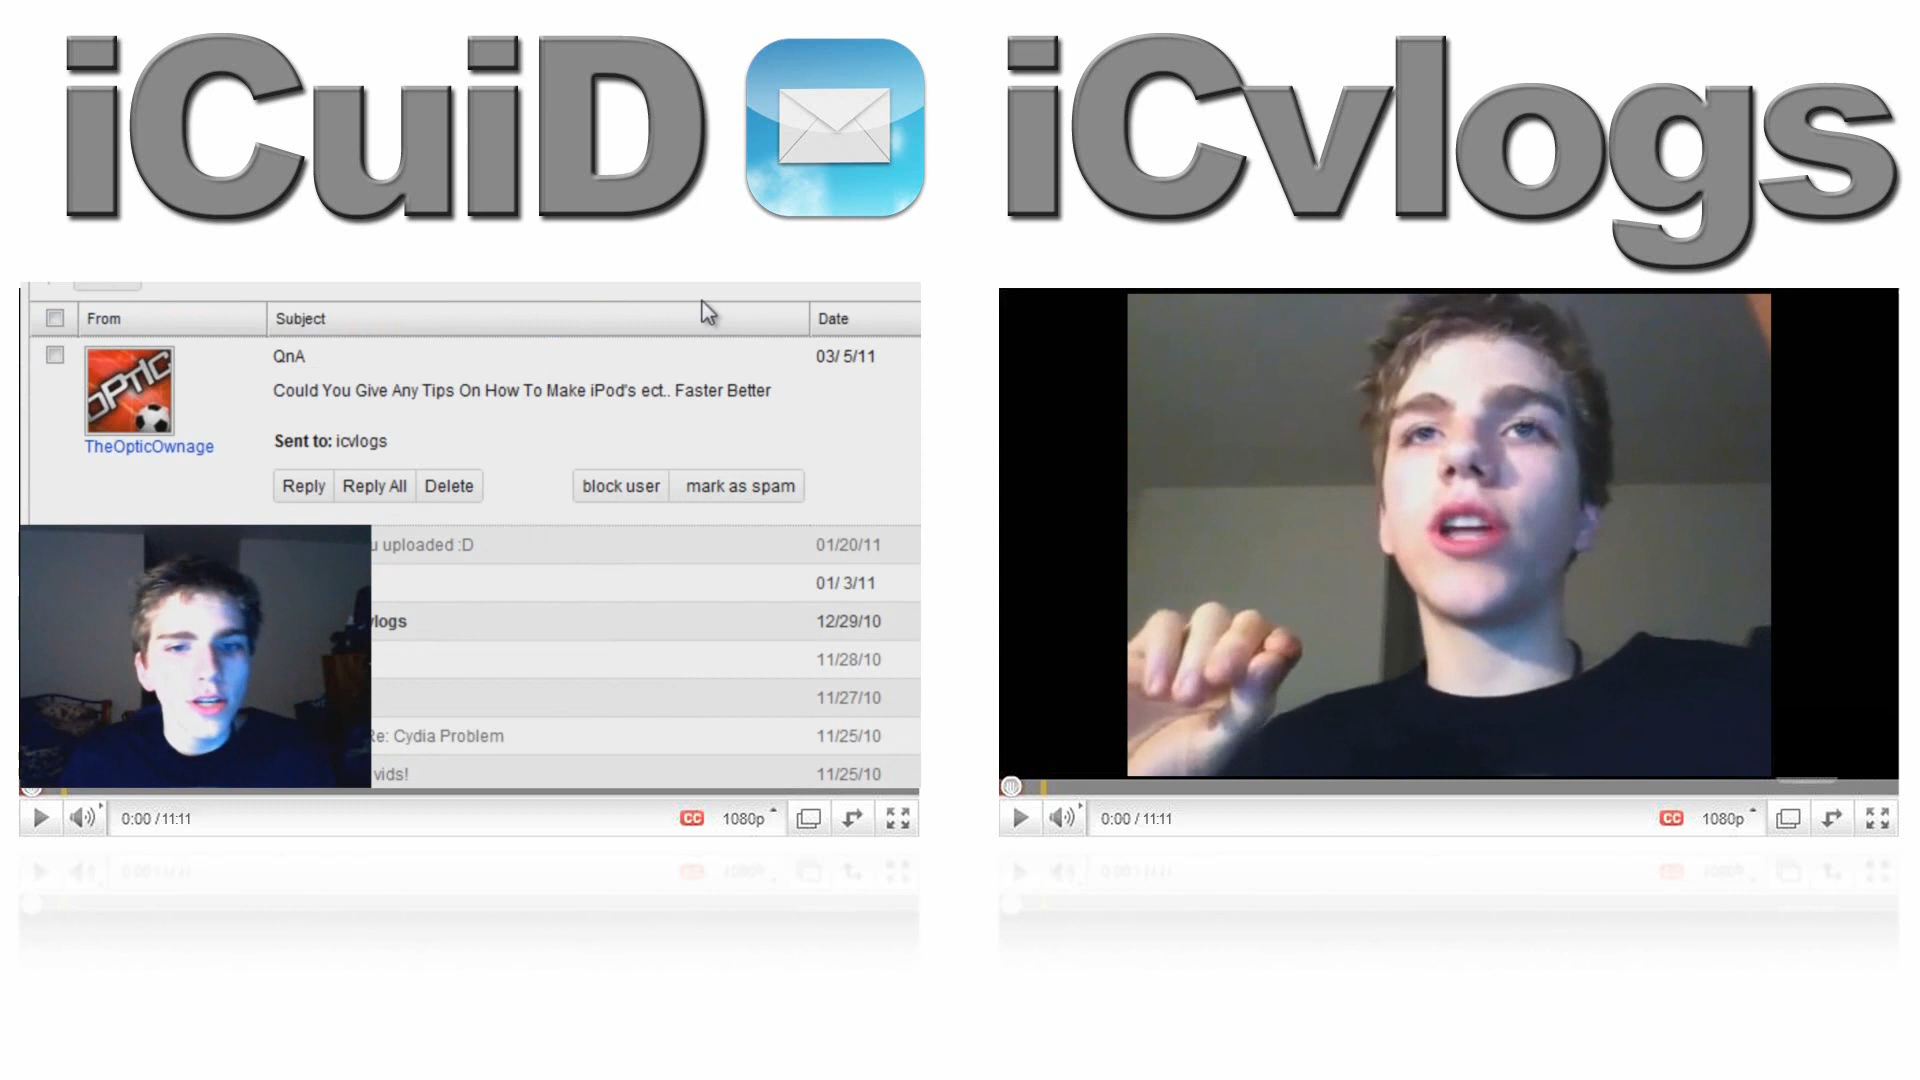 iCuiD iCvlogs
From Subject Date
QnA 03/ 5/11
Could You Give Any Tips On How To Make iPod's ect.. Faster Better
OPTIC
TheOpticOwnage
Sent to: icvlogs
Reply Reply All Delete block user mark as spam
u uploaded :D 01/20/11
01/ 3/11
vlogs 12/29/10
11/28/10
11/27/10
Re: Cydia Problem 11/25/10
vids! 11/25/10
0:00 / 11:11 CC 1080p
0:00 / 11:11 CC 1080p